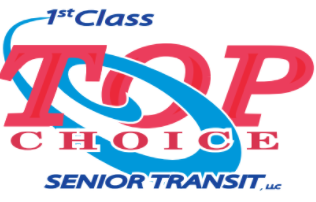 1st Class
TOP
CHOICE
SENIOR TRANSIT, LLC